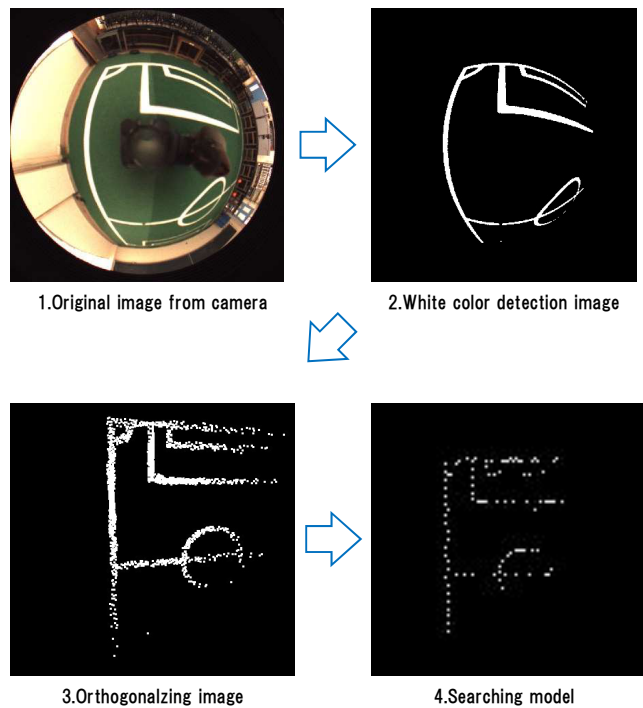 1.Original image from camera
2.White color detection image
3.Orthogonalzing image
4.Searching model